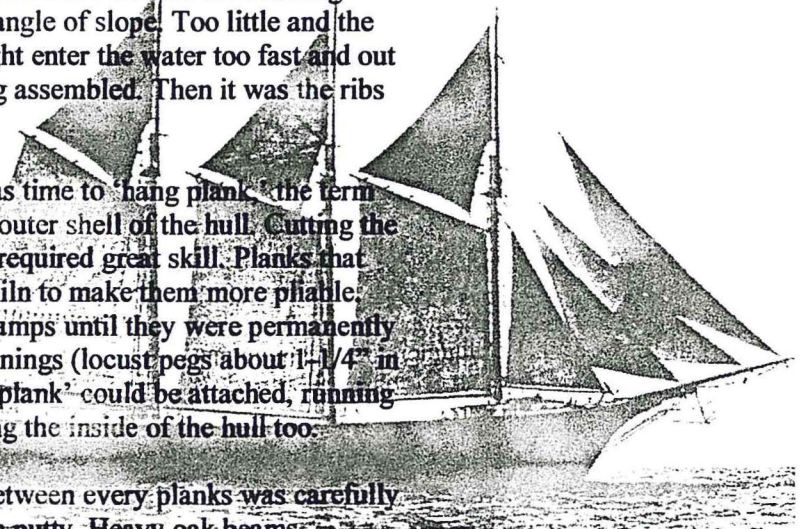 angle of slope. Too little and the
ht enter the water too fast and out
g assembled. Then it was the ribs
as time to 'hang plank,' the term
outer shell of the hull. Cutting the
required great skill. Planks that
iln to make them more pliable.
amps until they were permanently
nings (locust pegs about 1–1/4" in
plank' could be attached, running
g the inside of the hull too.
etween every planks was carefully
putty. Heavy oak beams